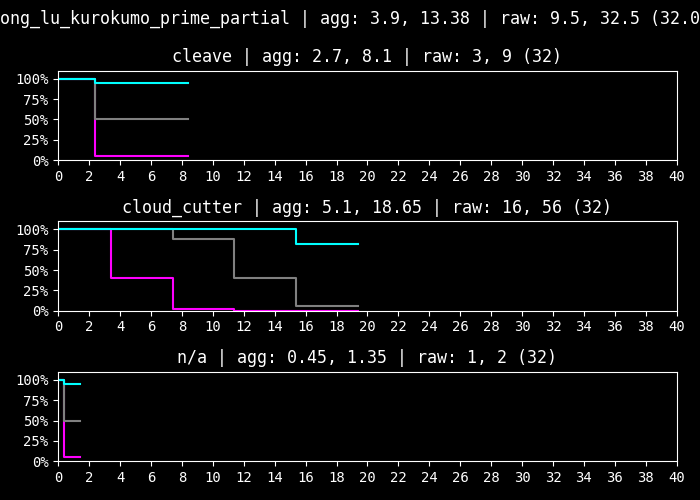 ong_lu_kurokumo_prime_partial | agg: 3.9, 13.38 | raw: 9.5, 32.5 (32.0
cleave | agg: 2.7, 8.1 | raw: 3, 9 (32)
100%
75%
50%
25%
0%
0 2 4 6 8 10 12 14 16 18 20 22 24 26 28 30 32 34 36 38 40
cloud_cutter | agg: 5.1, 18.65 | raw: 16, 56 (32)
100%
75%
50%
25%
0%
0 2 4 6 8 10 12 14 16 18 20 22 24 26 28 30 32 34 36 38 40
n/a | agg: 0.45, 1.35 | raw: 1, 2 (32)
100%
75%
50%
25%
0%
0 2 4 6 8 10 12 14 16 18 20 22 24 26 28 30 32 34 36 38 40